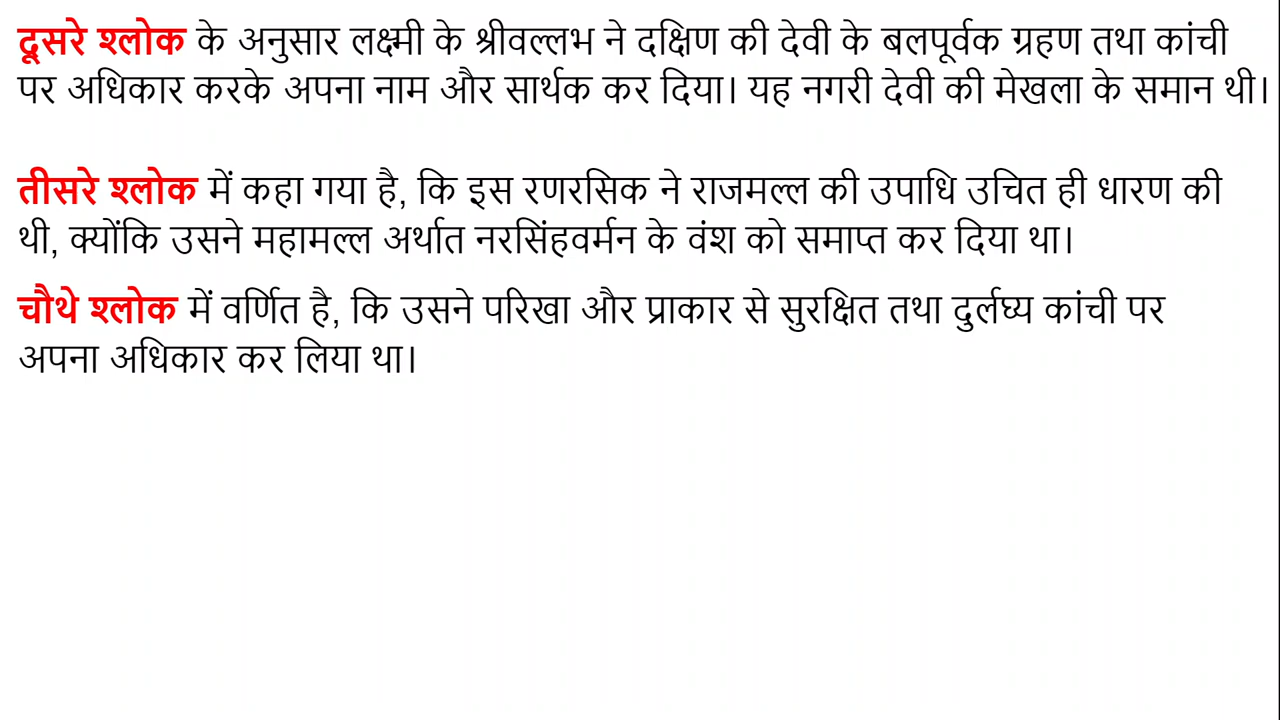 दूसरे श्लोक के अनुसार लक्ष्मी के श्रीवल्लभ ने दक्षिण की देवी के बलपूर्वक ग्रहण तथा कांची
पर अधिकार करके अपना नाम और सार्थक कर दिया। यह नगरी देवी की मेखला के समान थी।
तीसरे श्लोक में कहा गया है, कि इस रणरसिक ने राजमल्ल की उपाधि उचित ही धारण की
थी, क्योंकि उसने महामल्ल अर्थात नरसिंहवर्मन के वंश को समाप्त कर दिया था।
चौथे श्लोक में वर्णित है, कि उसने परिखा और प्राकार से सुरक्षित तथा दुर्लघ्य कांची पर
अपना अधिकार कर लिया था।